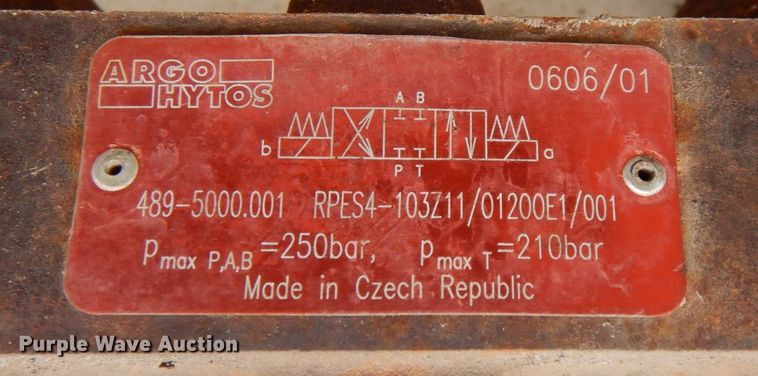 ARGO
HYTOS
0606/01
A B
b a
P T
489-5000.001 RPES4-103Z11/01200E1/001
pmax P,A,B=250bar, pmax T=210bar
Made in Czech Republic
Purple Wave Auction